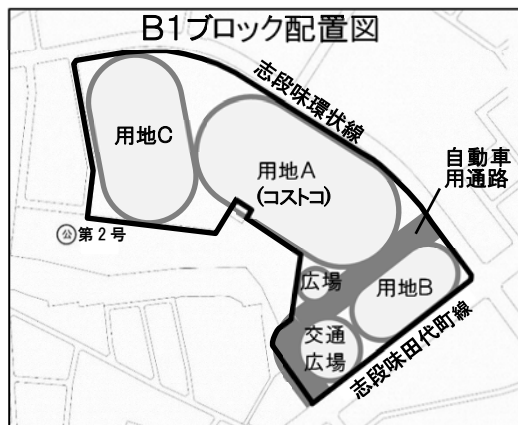 B1ブロック配置図
志段味環状線
用地C
用地A
(コストコ)
自動車
用通路
公第2号
広場
用地B
交通
広場
志段味田代町線